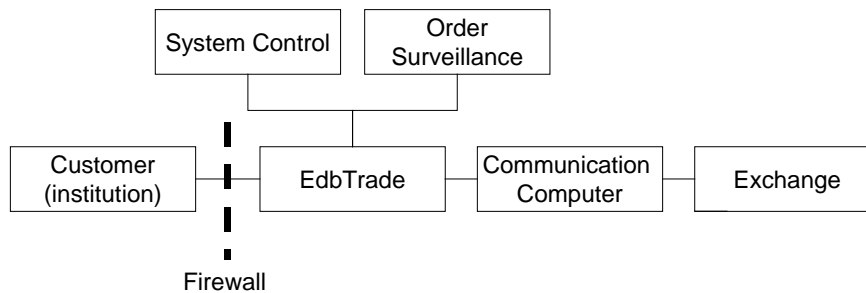 System Control
Order
Surveillance
Customer
(institution)
EdbTrade
Communication
Computer
Exchange
Firewall